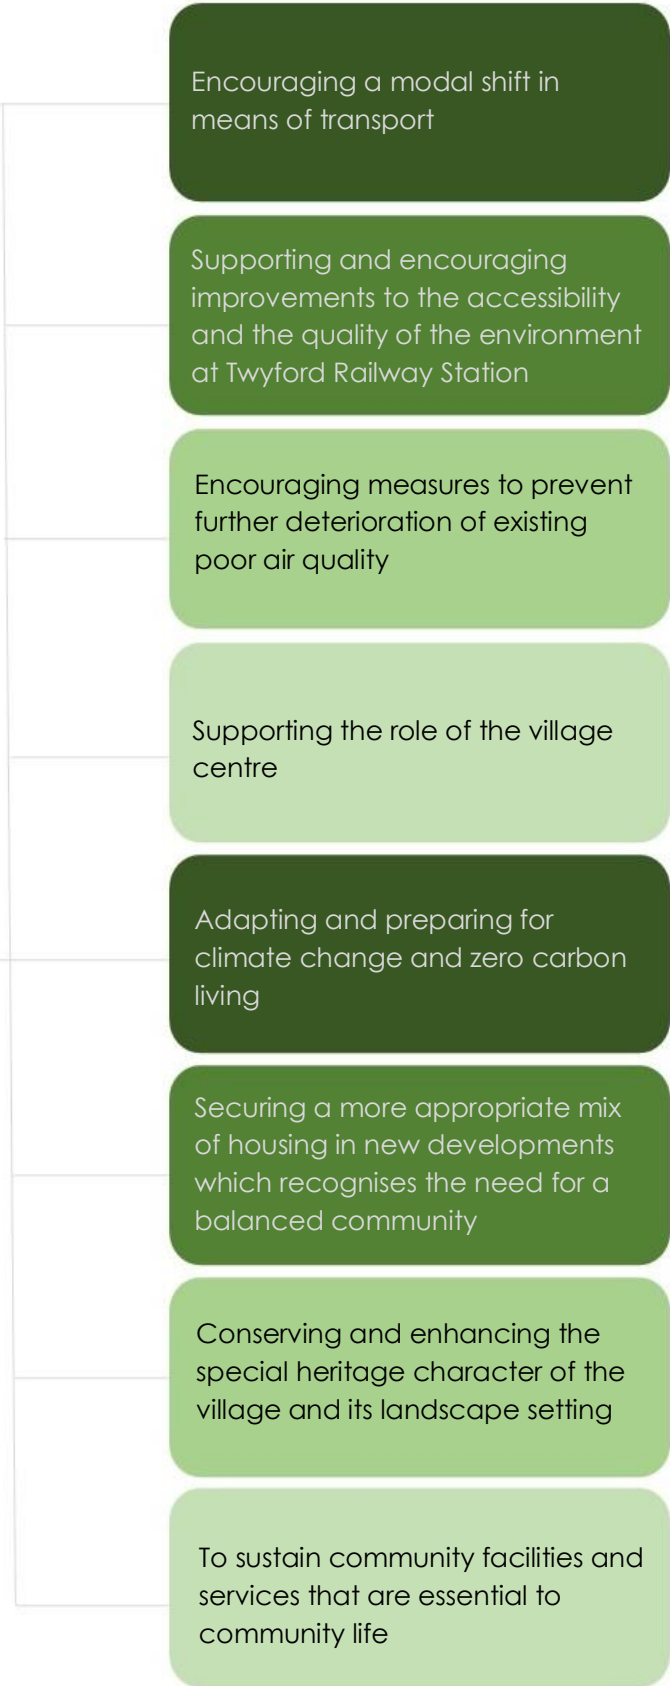 Encouraging a modal shift in
means of transport
Supporting and encouraging
improvements to the accessibility
and the quality of the environment
at Twyford Railway Station
Encouraging measures to prevent
further deterioration of existing
poor air quality
Supporting the role of the village
centre
Adapting and preparing for
climate change and zero carbon
living
Securing a more appropriate mix
of housing in new developments
which recognises the need for a
balanced community
Conserving and enhancing the
special heritage character of the
village and its landscape setting
To sustain community facilities and
services that are essential to
community life